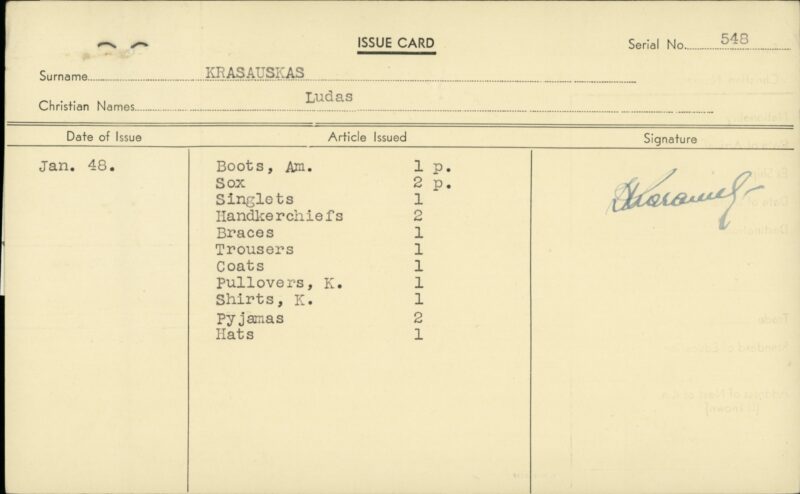 ISSUE CARD
Serial No. 548
Surname KRASAUSKAS
Christian Names Ludas
Date of Issue Article Issued Signature
Jan. 48. Boots, Am. 1 p.
Sox 2 p.
Singlets 1
Handkerchiefs 2
Braces 1
Trousers 1
Coats 1
Pullovers, K. 1
Shirts, K. 1
Pyjamas 2
Hats 1